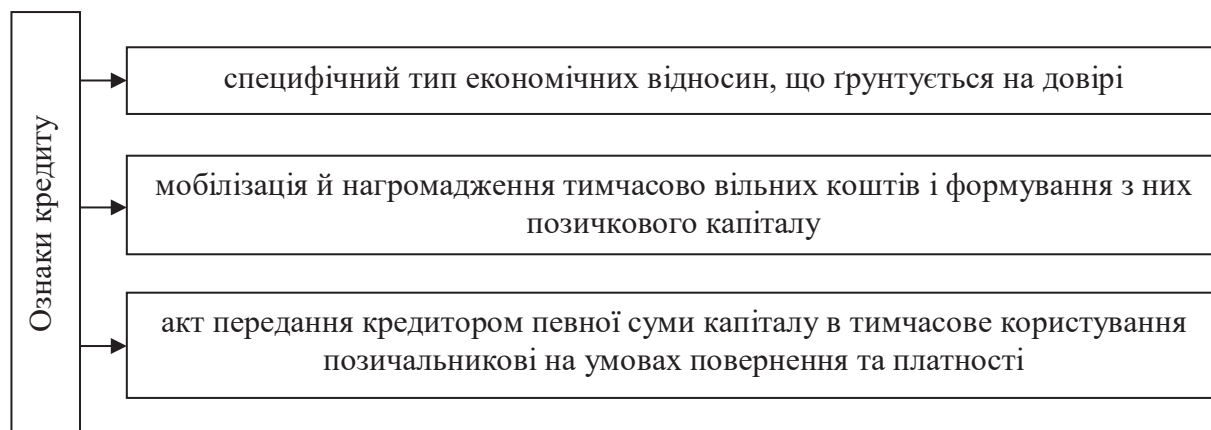 Ознаки кредиту
специфічний тип економічних відносин, що ґрунтується на довірі
мобілізація й нагромадження тимчасово вільних коштів і формування з них
позичкового капіталу
акт передання кредитором певної суми капіталу в тимчасове користування
позичальникові на умовах повернення та платності